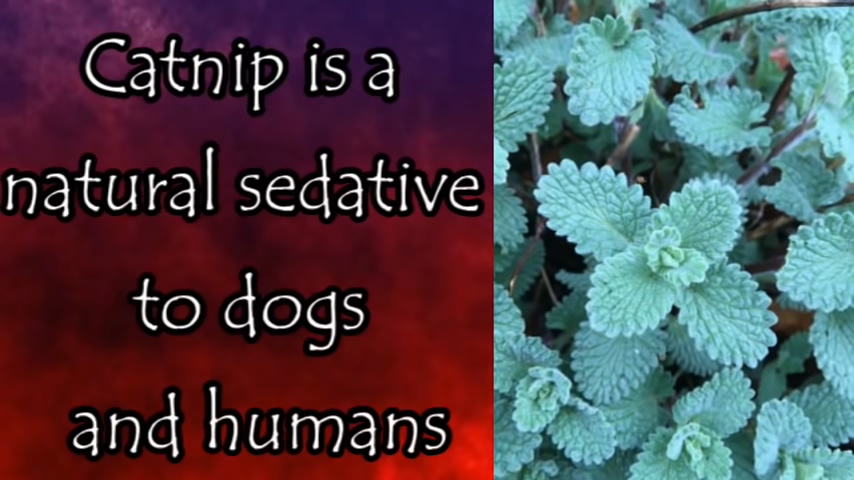 Catnip is a
natural sedative
to dogs
and humans